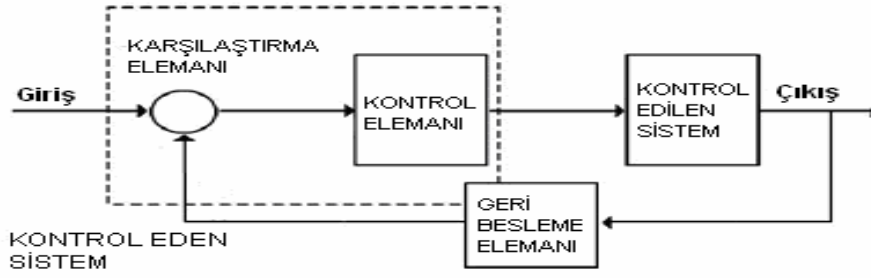 KARŞILAŞTIRMA
ELEMANI
Giriş
KONTROL
ELEMANI
KONTROL
EDİLEN
SİSTEM
Çıkış
GERİ
BESLEME
ELEMANI
KONTROL EDEN
SİSTEM